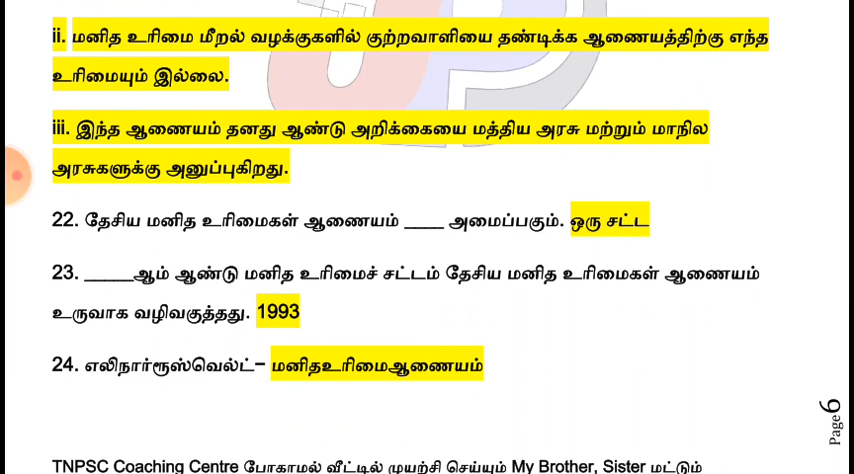 ii. மனித உரிமை மீறல் வழக்குகளில் குற்றவாளியை தண்டிக்க ஆணையத்திற்கு எந்த
உரிமையும் இல்லை.
iii. இந்த ஆணையம் தனது ஆண்டு அறிக்கையை மத்திய அரசு மற்றும் மாநில
அரசுகளுக்கு அனுப்புகிறது.
22. தேசிய மனித உரிமைகள் ஆணையம் ____ அமைப்பகும். ஒரு சட்ட
23. _____ஆம் ஆண்டு மனித உரிமைச் சட்டம் தேசிய மனித உரிமைகள் ஆணையம்
உருவாக வழிவகுத்தது. 1993
24. எலிநார்ரூஸ்வெல்ட்– மனிதஉரிமைஆணையம்
Page 6
TNPSC Coaching Centre போகாமல் வீட்டில் முயற்சி செய்யும் My Brother, Sister மட்டும்